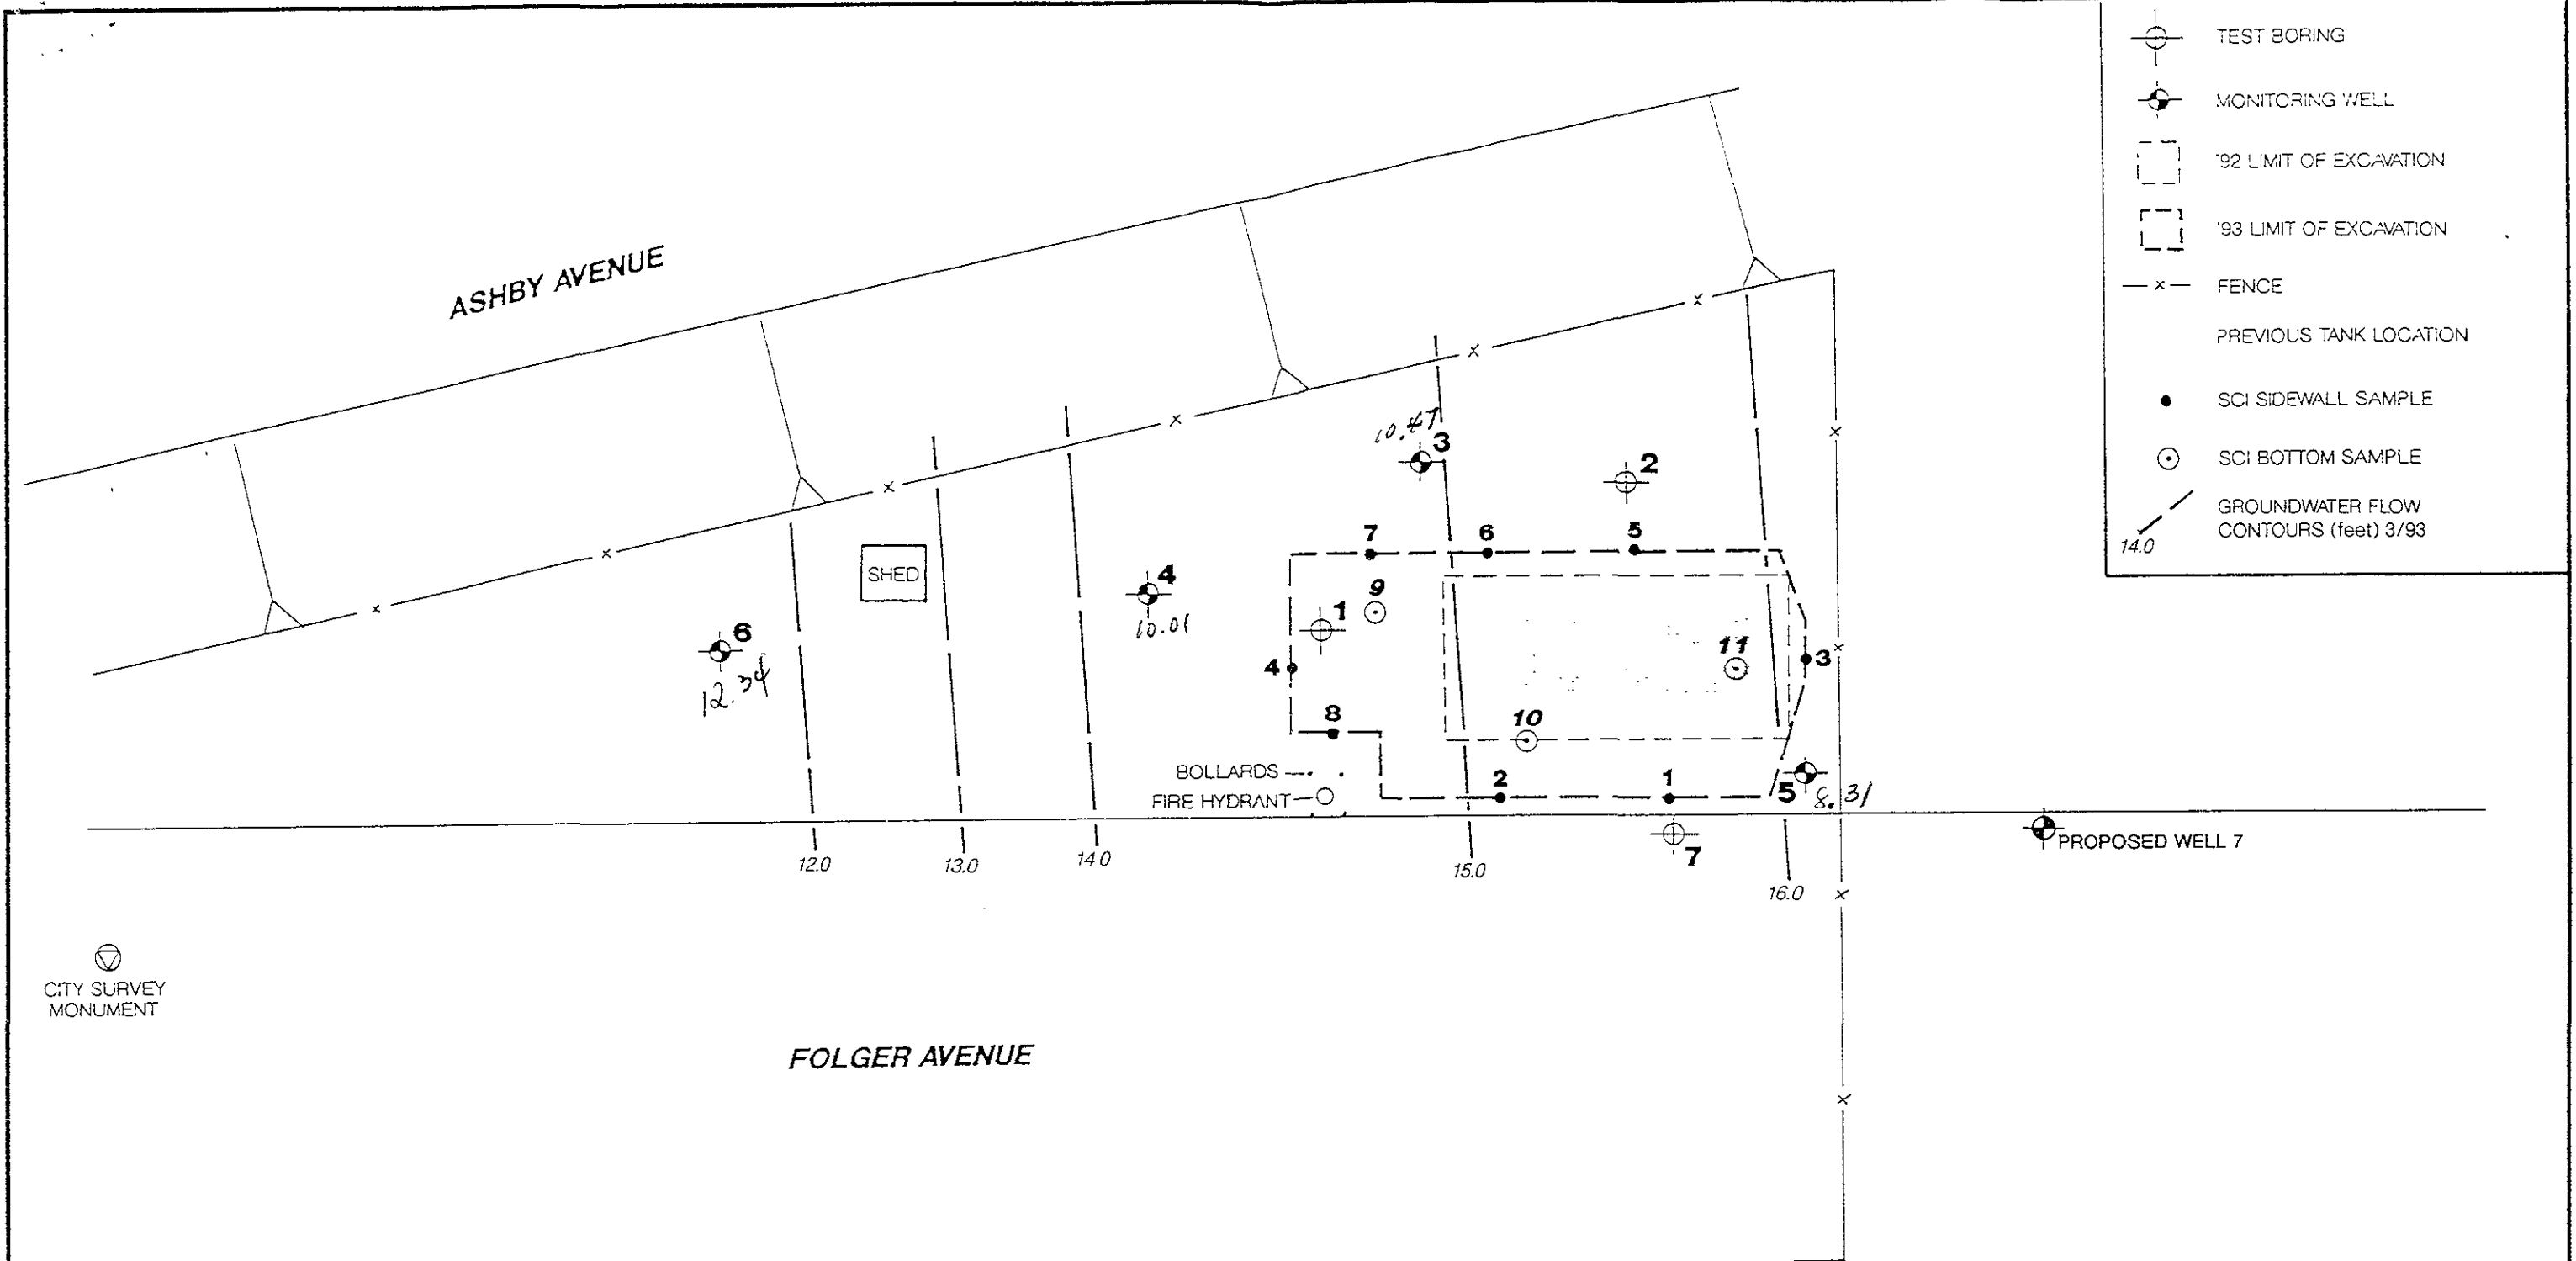 TEST BORING
MONITORING WELL
'92 LIMIT OF EXCAVATION
'93 LIMIT OF EXCAVATION
x FENCE
PREVIOUS TANK LOCATION
SCI SIDEWALL SAMPLE
SCI BOTTOM SAMPLE
GROUNDWATER FLOW
CONTOURS (feet) 3/93
14.0
ASHBY AVENUE
10.47
3
2
7
6
5
SHED
4
10.01
9
1
6
12.34
11
4
3
8
10
BOLLARDS
FIRE HYDRANT
2
1
5
8.31
7
PROPOSED WELL 7
12.0
13.0
14.0
15.0
16.0
CITY SURVEY
MONUMENT
FOLGER AVENUE